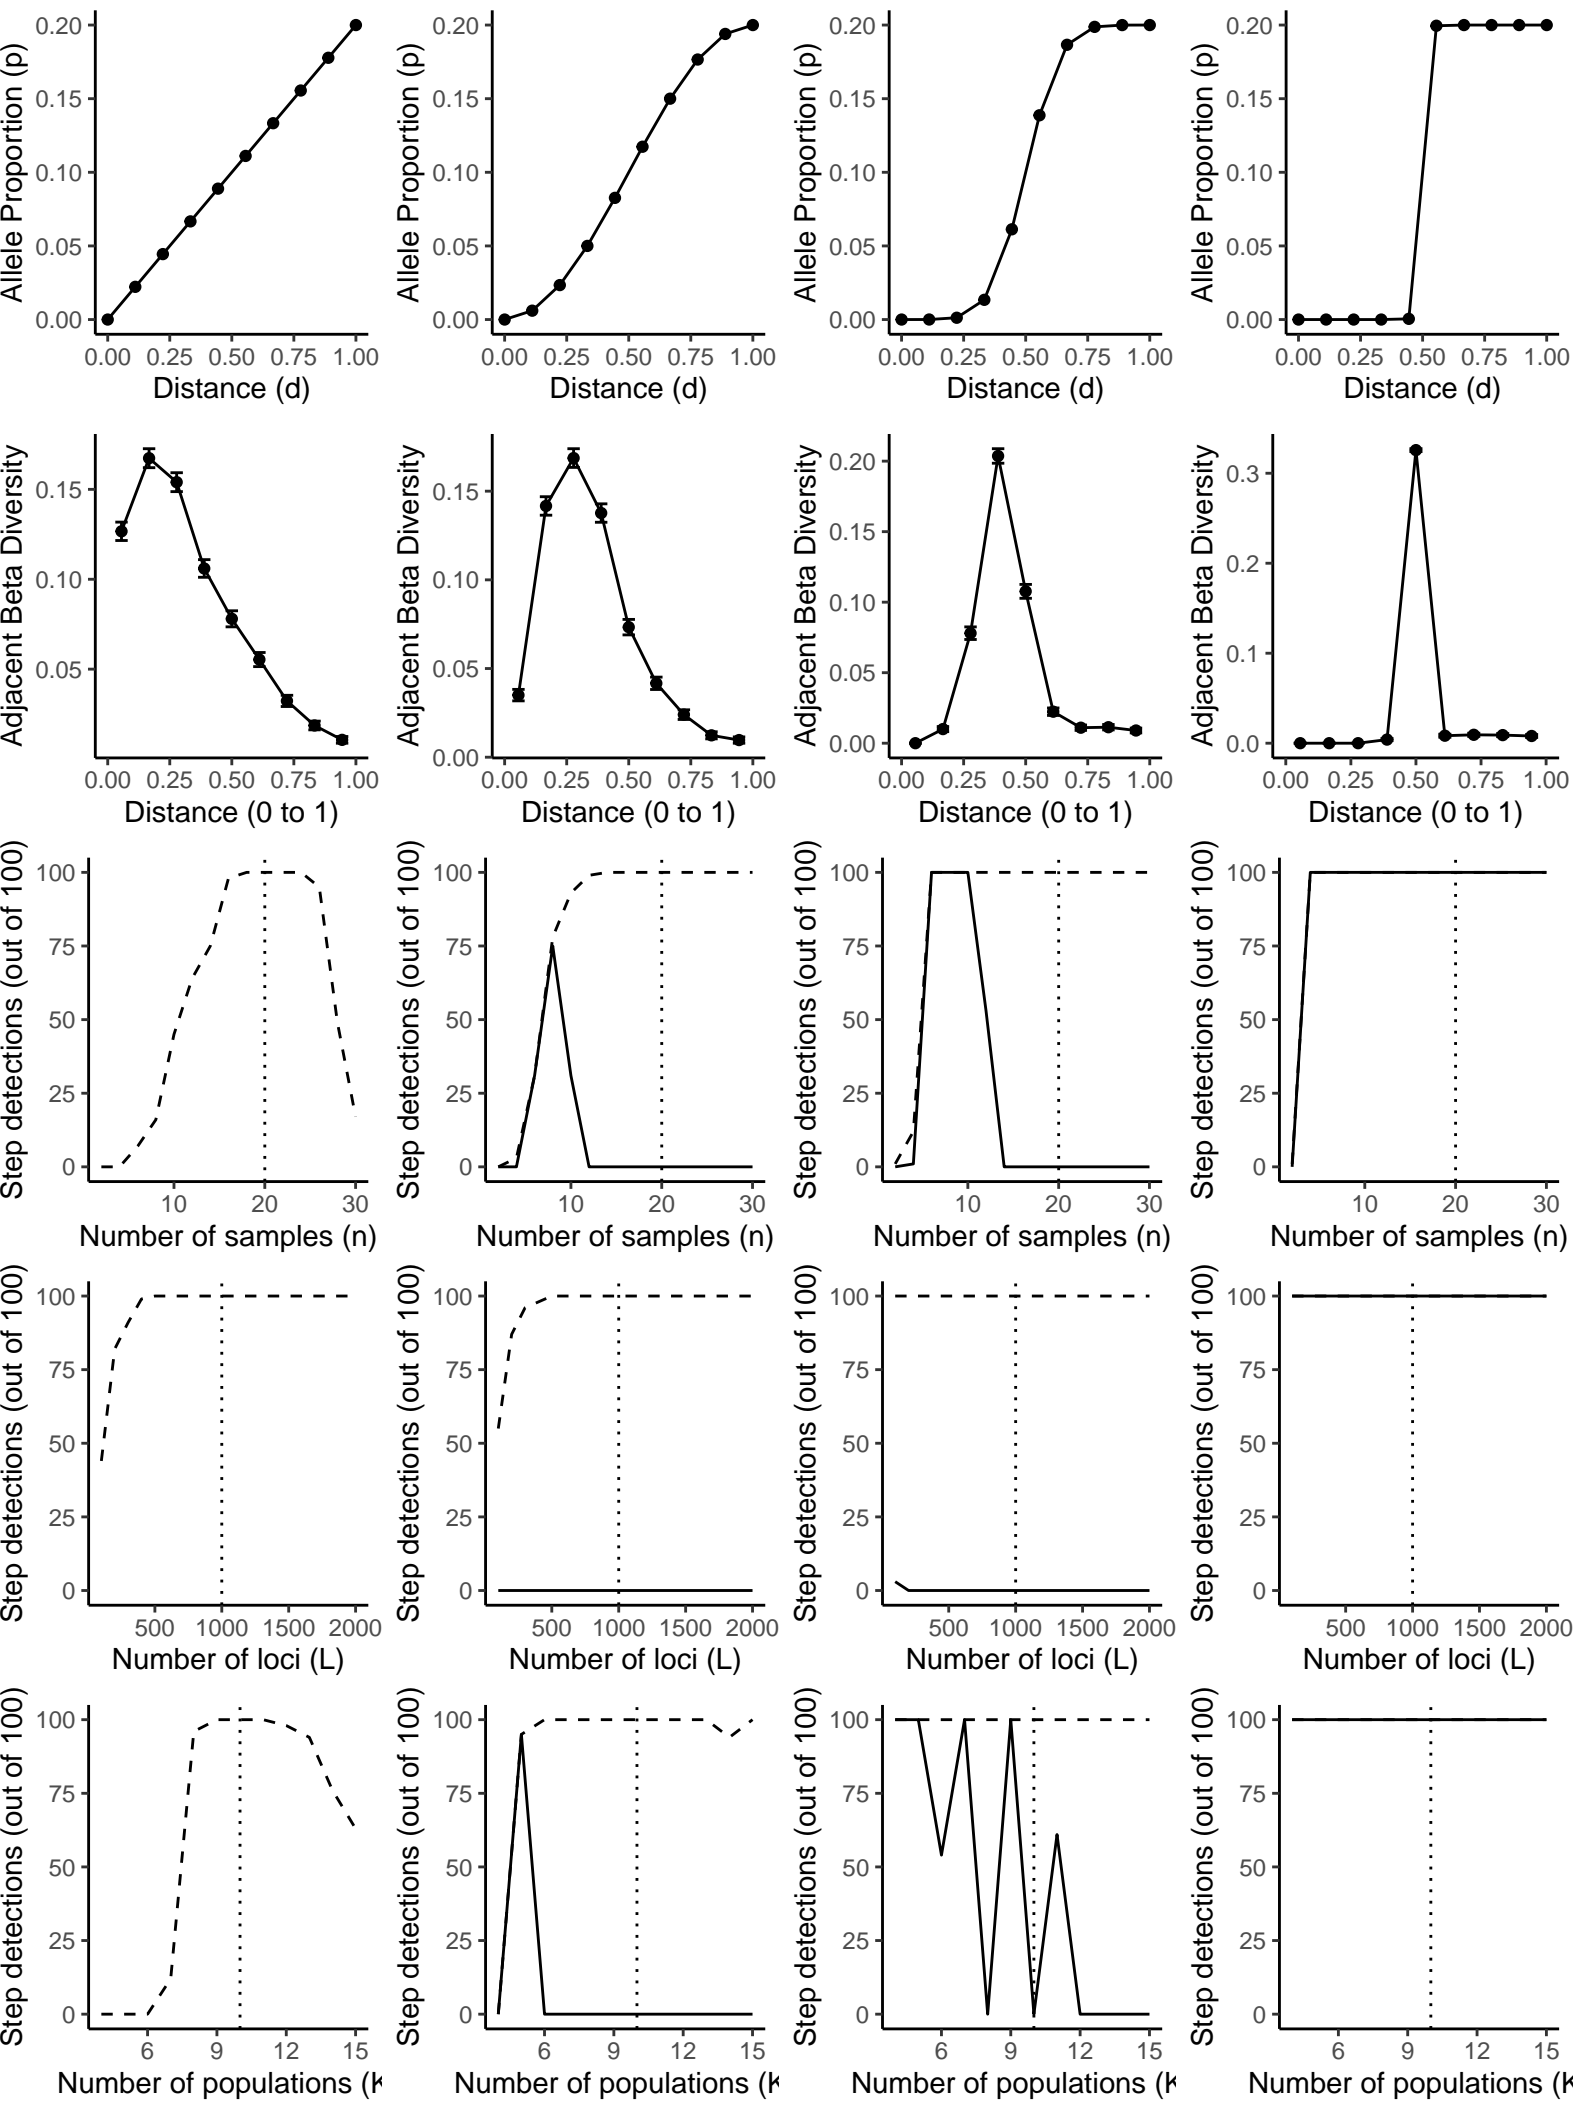 Allele Proportion (p)
0.20
0.15
0.10
0.05
0.00
0.00 0.25 0.50 0.75 1.00
Distance (d)
Allele Proportion (p)
0.20
0.15
0.10
0.05
0.00
0.00 0.25 0.50 0.75 1.00
Distance (d)
Allele Proportion (p)
0.20
0.15
0.10
0.05
0.00
0.00 0.25 0.50 0.75 1.00
Distance (d)
Allele Proportion (p)
0.20
0.15
0.10
0.05
0.00
0.00 0.25 0.50 0.75 1.00
Distance (d)
Adjacent Beta Diversity
0.15
0.10
0.05
0.00 0.25 0.50 0.75 1.00
Distance (0 to 1)
Adjacent Beta Diversity
0.15
0.10
0.05
0.00
0.00 0.25 0.50 0.75 1.00
Distance (0 to 1)
Adjacent Beta Diversity
0.20
0.15
0.10
0.05
0.00
0.00 0.25 0.50 0.75 1.00
Distance (0 to 1)
Adjacent Beta Diversity
0.3
0.2
0.1
0.0
0.00 0.25 0.50 0.75 1.00
Distance (0 to 1)
Step detections (out of 100)
100
75
50
25
0
10 20 30
Number of samples (n)
Step detections (out of 100)
100
75
50
25
0
10 20 30
Number of samples (n)
Step detections (out of 100)
100
75
50
25
0
10 20 30
Number of samples (n)
Step detections (out of 100)
100
75
50
25
0
10 20 30
Number of samples (n)
Step detections (out of 100)
100
75
50
25
0
500 1000 1500 2000
Number of loci (L)
Step detections (out of 100)
100
75
50
25
0
500 1000 1500 2000
Number of loci (L)
Step detections (out of 100)
100
75
50
25
0
500 1000 1500 2000
Number of loci (L)
Step detections (out of 100)
100
75
50
25
0
500 1000 1500 2000
Number of loci (L)
Step detections (out of 100)
100
75
50
25
0
6 9 12 15
Number of populations (K
Step detections (out of 100)
100
75
50
25
0
6 9 12 15
Number of populations (K
Step detections (out of 100)
100
75
50
25
0
6 9 12 15
Number of populations (K
Step detections (out of 100)
100
75
50
25
0
6 9 12 15
Number of populations (K